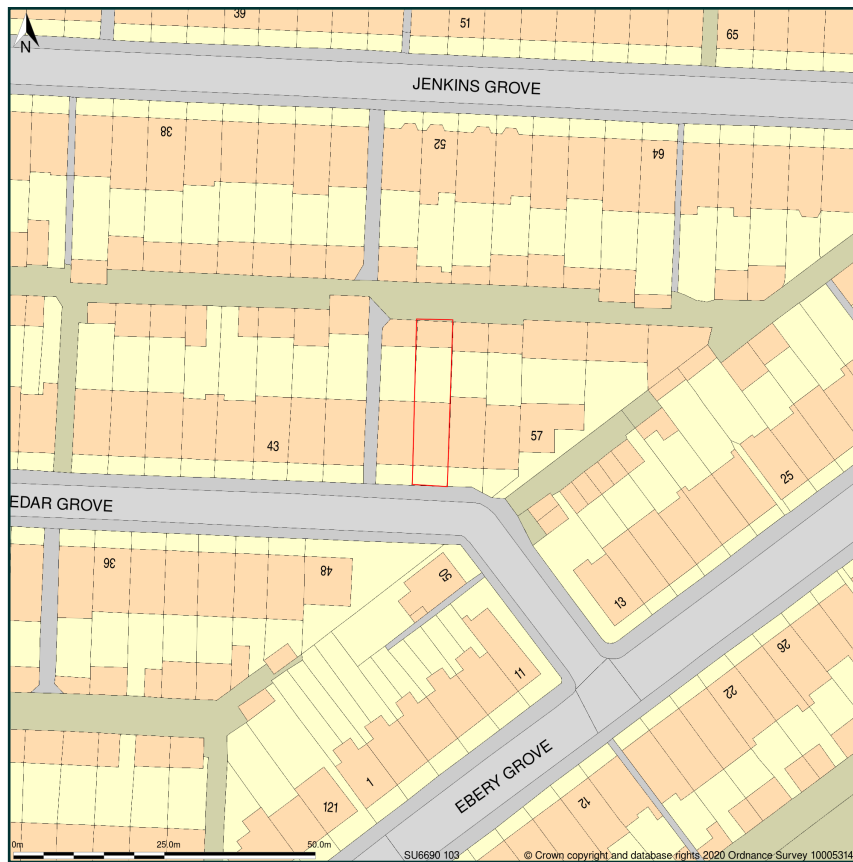 39
51
65
N
JENKINS GROVE
38
52
64
43
57
25
EDAR GROVE
36
48
50
13
11
26
22
1
121
EBERY GROVE
12
0m
25.0m
50.0m
SU6690 103
© Crown copyright and database rights 2020 Ordnance Survey 10005314